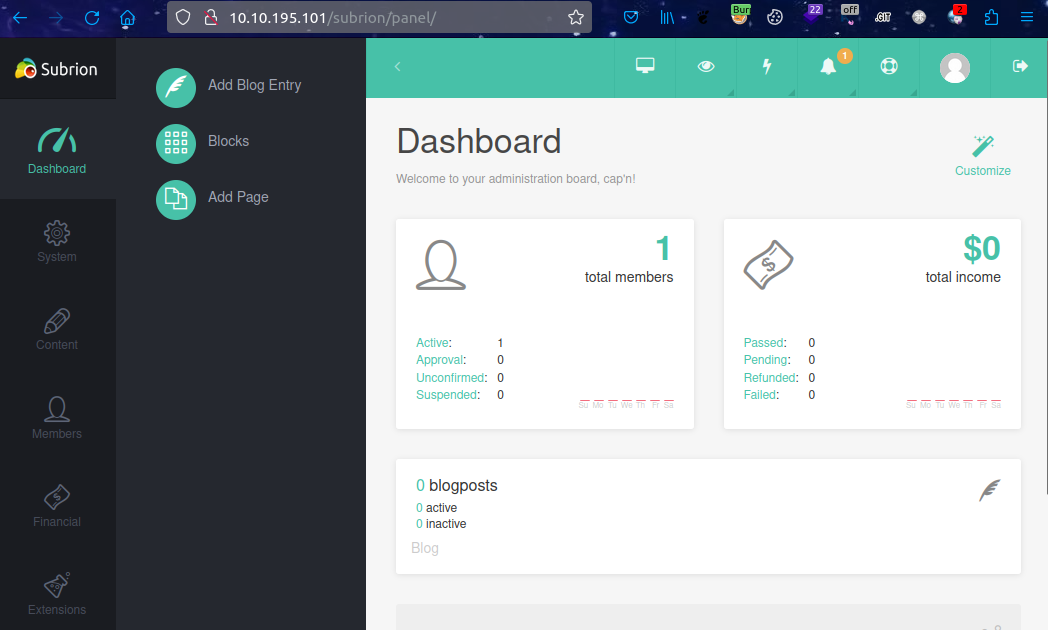 Burr
22
off
.GIT
2
10.10.195.101/subrion/panel/
Subrion
Dashboard
System
Content
Members
Financial
Extensions
Add Blog Entry
Blocks
Add Page
1
Dashboard
Welcome to your administration board, cap'n!
Customize
1
total members
Active: 1
Approval: 0
Unconfirmed: 0
Suspended: 0
Su Mo Tu We Th Fr Sa
$0
total income
Passed: 0
Pending: 0
Refunded: 0
Failed: 0
Su Mo Tu We Th Fr Sa
0 blogposts
0 active
0 inactive
Blog